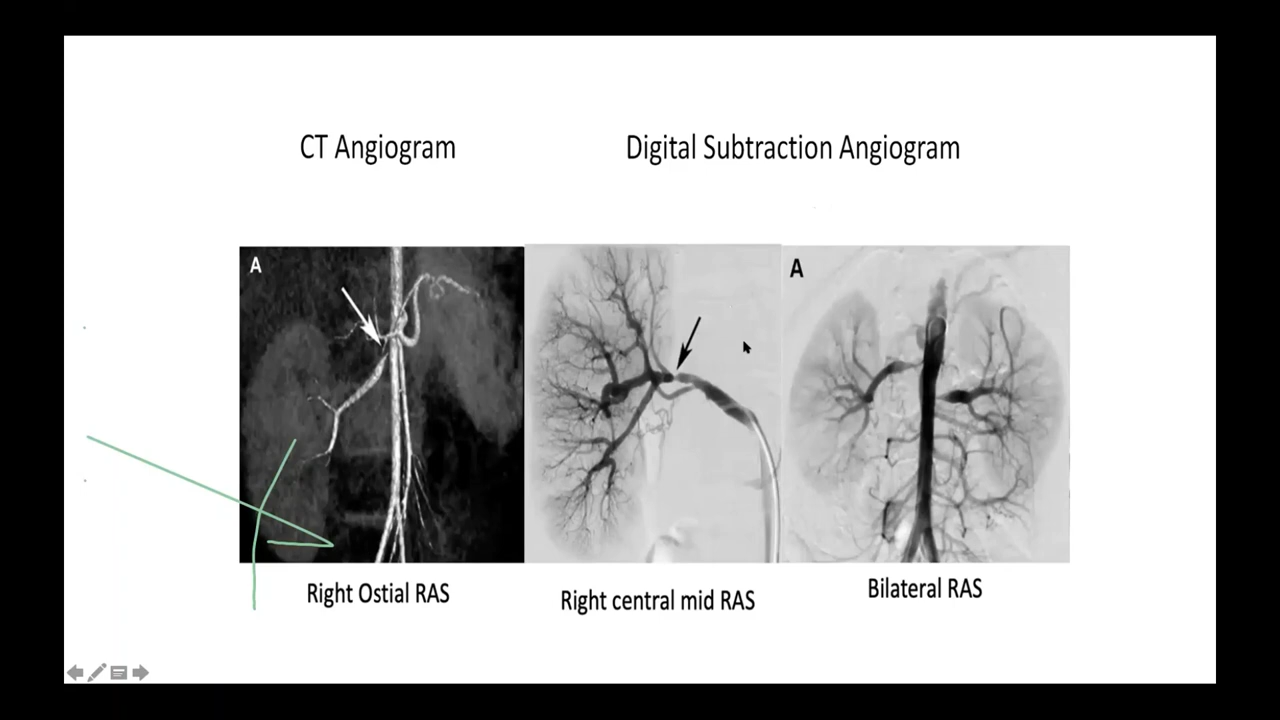 CT Angiogram
Digital Subtraction Angiogram
A
A
Right Ostial RAS
Right central mid RAS
Bilateral RAS